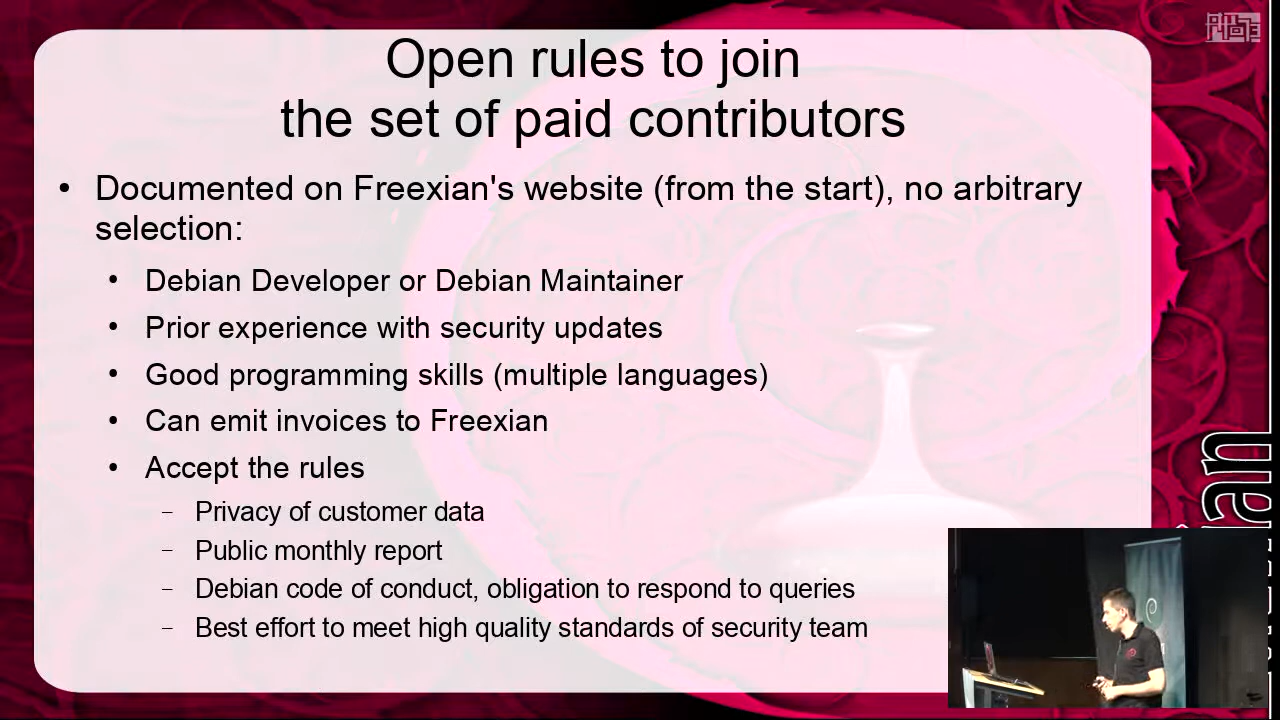 Open rules to join
the set of paid contributors
• Documented on Freexian's website (from the start), no arbitrary
selection:
• Debian Developer or Debian Maintainer
• Prior experience with security updates
• Good programming skills (multiple languages)
• Can emit invoices to Freexian
• Accept the rules
– Privacy of customer data
– Public monthly report
– Debian code of conduct, obligation to respond to queries
– Best effort to meet high quality standards of security team